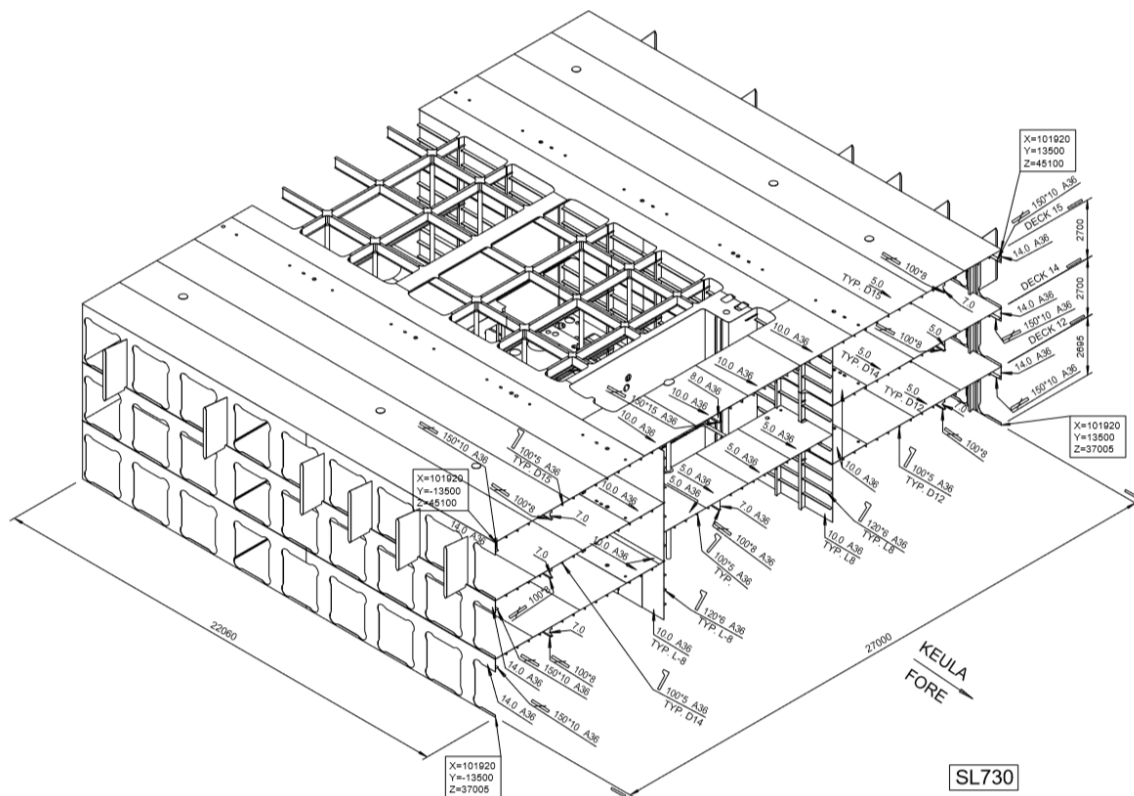 X=101920
Y=13500
Z=45100
150*10 A36
DECK 15
14.0 A36
2700
DECK 14
2700
14.0 A36
150*10 A36
DECK 12
2695
14.0 A36
150*10 A36
X=101920
Y=13500
Z=37005
100*8
5.0
TYP. D15
7.0
100*8
5.0
5.0
TYP. D14
5.0
TYP. D12
7.0
100*8
100*5 A36
TYP. D12
10.0 A36
10.0 A36
10.0 A36
8.0 A36
150*15 A36
10.0 A36
5.0 A36
5.0 A36
5.0 A36
5.0 A36
10.0 A36
120*6 A36
TYP. L8
10.0 A36
TYP. L8
7.0 A36
100*8 A36
100*5 A36
TYP.
120*6 A36
TYP. L-8
10.0 A36
TYP. L-8
10.0 A36
10.0 A36
100*5 A36
TYP. D15
150*10 A36
100*8
7.0
X=101920
Y=-13500
Z=45100
14.0 A36
7.0
100*8
7.0
100*8
150*10 A36
14.0 A36
150*10 A36
14.0 A36
100*5 A36
TYP. D14
X=101920
Y=-13500
Z=37005
22060
27000
KEULA
FORE
SL730